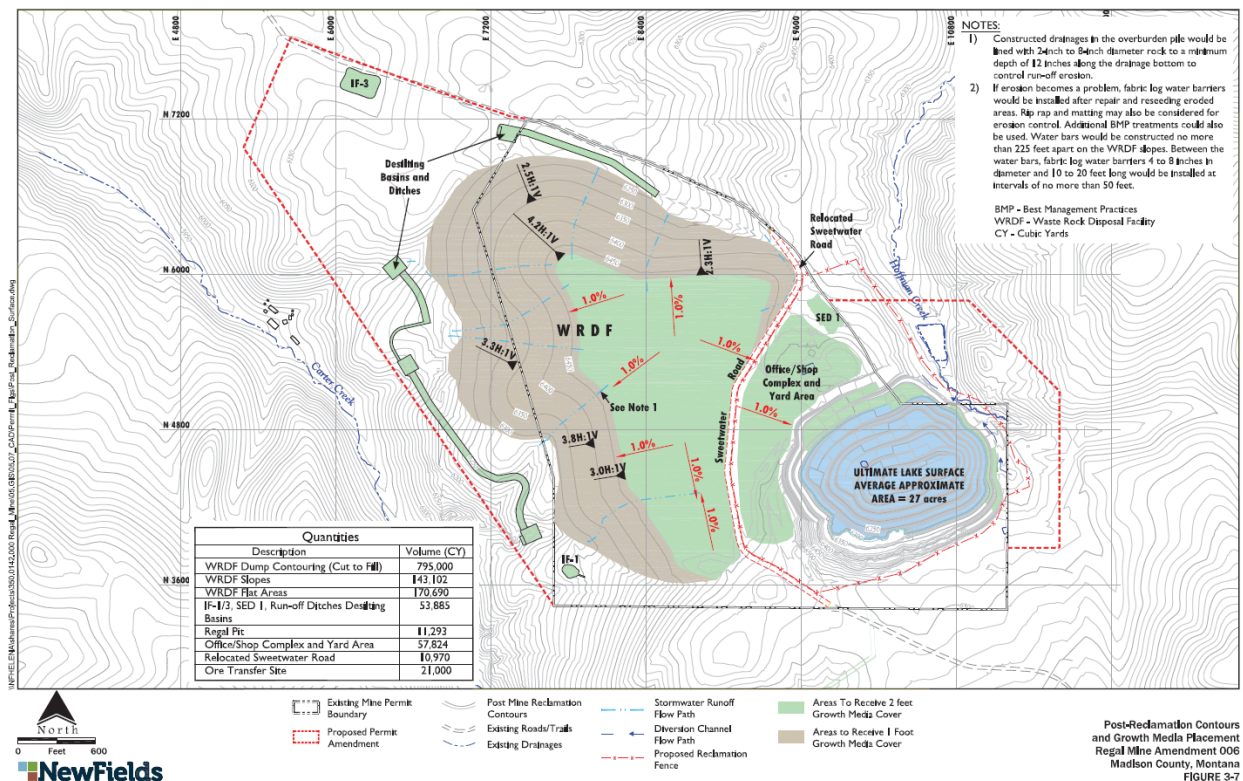 E 4800
E 6000
E 7200
E 8400
E 9600
E 10800
NOTES:
1) Constructed drainages in the overburden pile would be
lined with 2-inch to 8-inch diameter rock to a minimum
depth of 12 inches along the drainage bottom to
control run-off erosion.
2) If erosion becomes a problem, fabric log water barriers
would be installed after repair and reseeding eroded
areas. Rip rap and matting may also be considered for
erosion control. Additional BMP treatments could also
be used. Water bars would be constructed no more
than 225 feet apart on the WRDF slopes. Between the
water bars, fabric log water barriers 4 to 8 inches in
diameter and 10 to 20 feet long would be installed at
intervals of no more than 50 feet.
BMP - Best Management Practices
WRDF - Waste Rock Disposal Facility
CY - Cubic Yards
IF-3
N 7200
Desilting
Basins and
Ditches
2.5H:1V
4.2H:1V
2.3H:1V
Relocated
Sweetwater
Road
Hoffman Creek
N 6000
1.0%
1.0%
SED 1
WRDF
3.3H:1V
1.0%
Road
Office/Shop
Complex and
Yard Area
Carter Creek
1.0%
See Note 1
1.0%
N 4800
3.8H:1V
1.0%
Sweetwater
3.0H:1V
1.0%
1.0%
ULTIMATE LAKE SURFACE
AVERAGE APPROXIMATE
AREA = 27 acres
IF-1
N 3600
Quantities
Description Volume (CY)
WRDF Dump Contouring (Cut to Fill) 795,000
WRDF Slopes 143,102
WRDF Flat Areas 170,690
IF-1/3, SED 1, Run-off Ditches Desilting 53,885
Basins
Regal Pit 11,293
Office/Shop Complex and Yard Area 57,824
Relocated Sweetwater Road 10,970
Ore Transfer Site 21,000
North
0 Feet 600
NewFields
Existing Mine Permit
Boundary
Proposed Permit
Amendment
Post Mine Reclamation
Contours
Existing Roads/Trails
Existing Drainages
Stormwater Runoff
Flow Path
Diversion Channel
Flow Path
Proposed Reclamation
Fence
Areas To Receive 2 feet
Growth Media Cover
Areas to Receive 1 Foot
Growth Media Cover
Post-Reclamation Contours
and Growth Media Placement
Regal Mine Amendment 006
Madison County, Montana
FIGURE 3-7